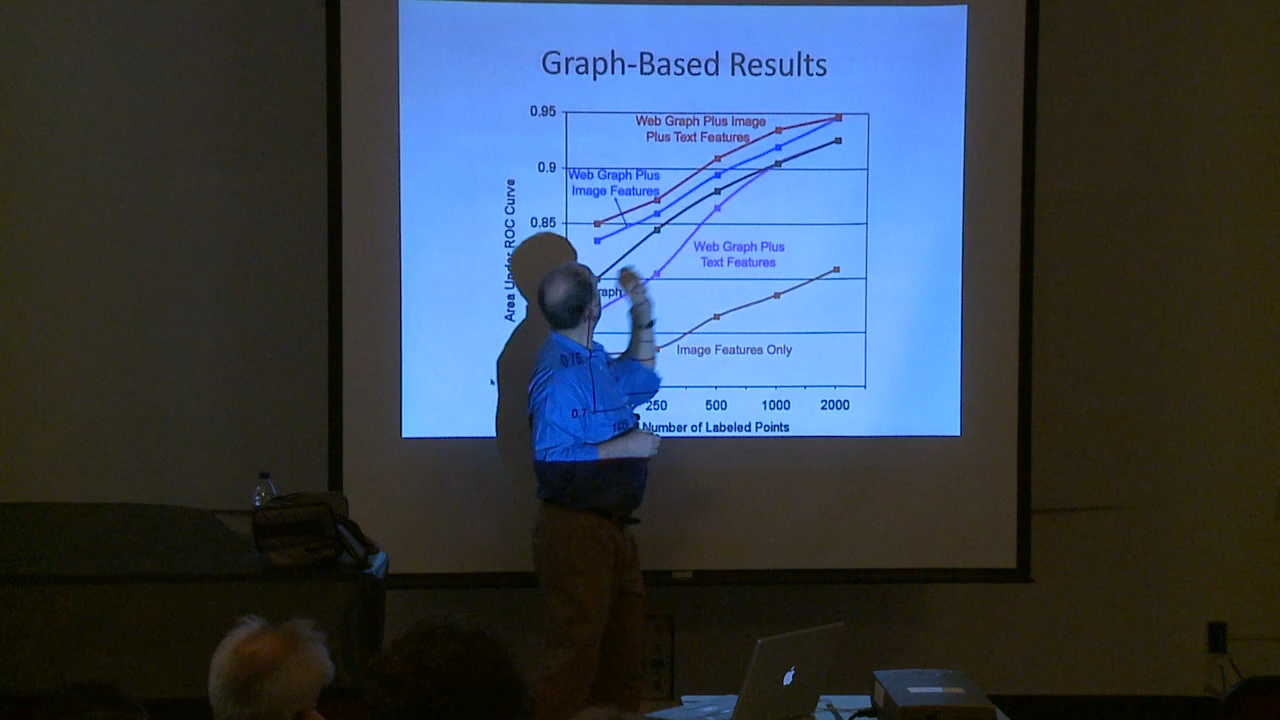 Graph-Based Results
0.95
Web Graph Plus Image
Plus Text Features
0.9
Web Graph Plus
Image Features
0.85
Area Under ROC Curve
Web Graph Plus
Text Features
Image Features Only
0.7
250 500 1000 2000
Number of Labeled Points